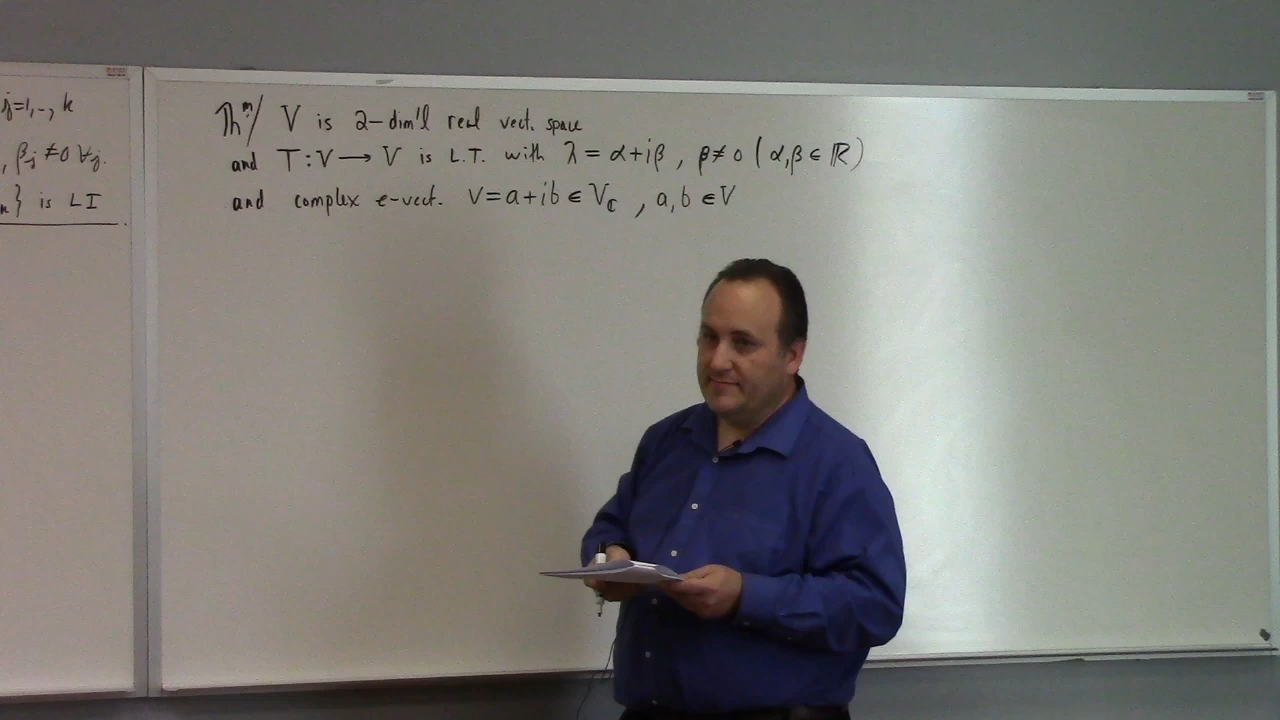 j=1,..,k
, βj ≠0 ∀j.
} is LI
Thm/ V is 2-dim'l real vect. space
and T: V → V is L.T. with λ = α+iβ, β≠0 (α,β ∈ ℝ)
and complex e-vect. V=a+ib ∈ Vℂ, a,b ∈ V